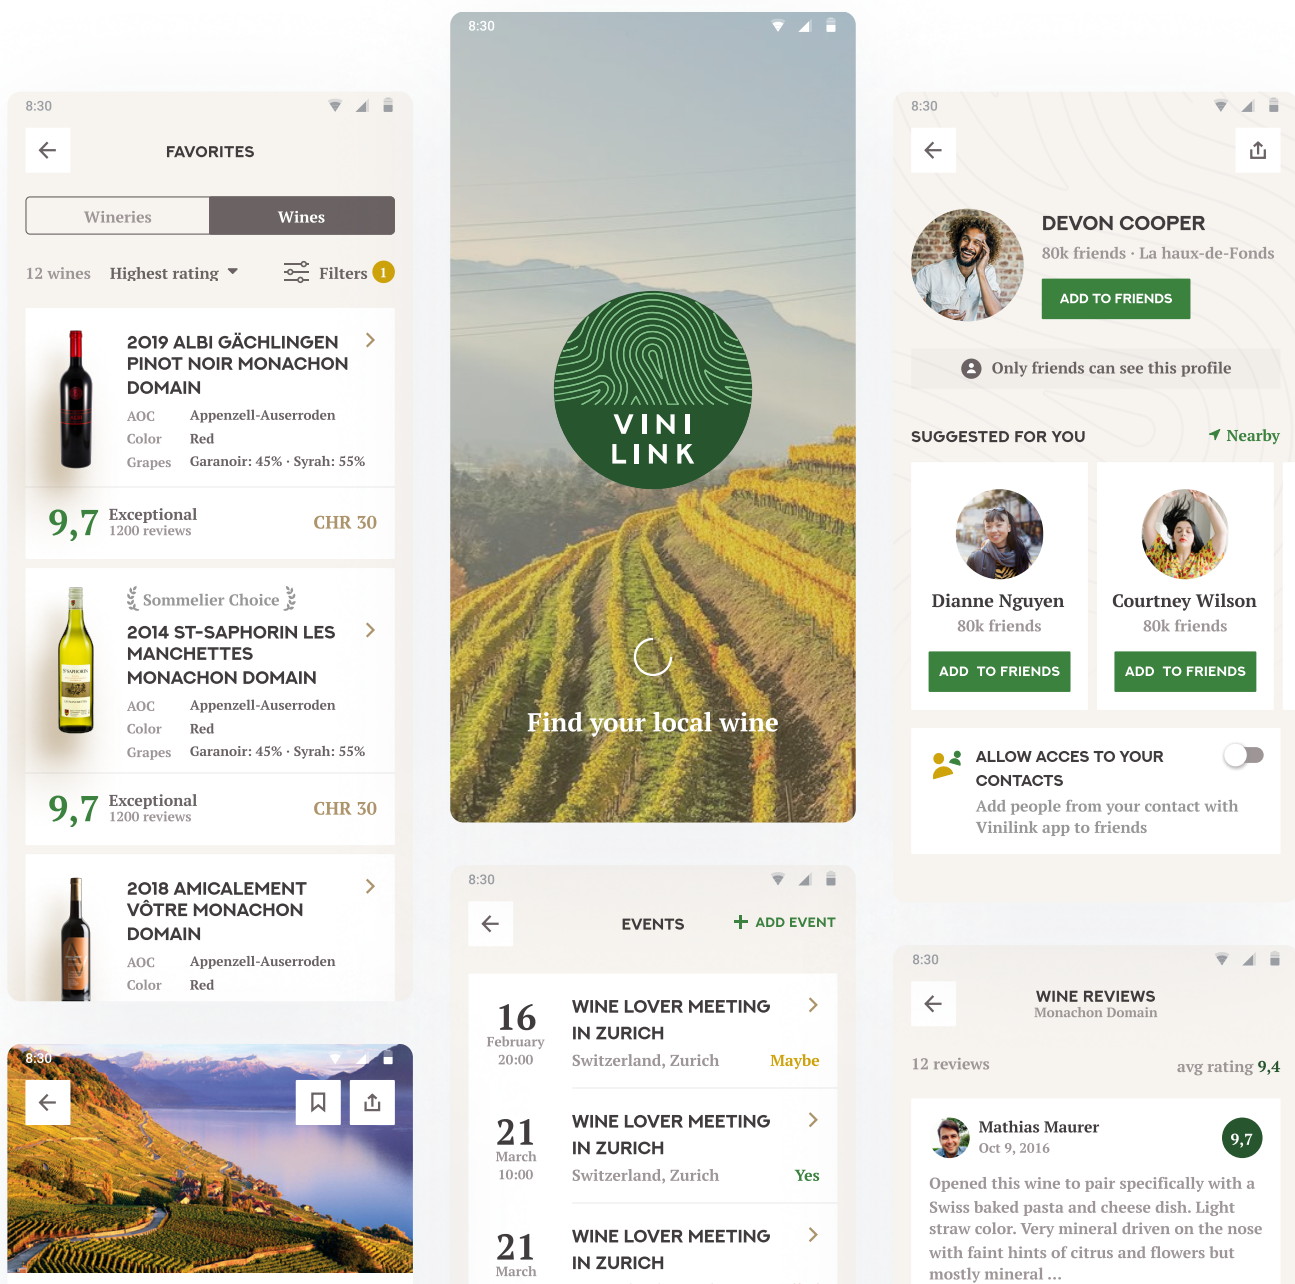 8:30
FAVORITES
Wineries
Wines
12 wines
Highest rating
Filters
1
2019 ALBI GÄCHLINGEN
PINOT NOIR MONACHON
DOMAIN
AOC Appenzell-Auserroden
Color Red
Grapes Garanoir: 45% · Syrah: 55%
9,7
Exceptional
1200 reviews
CHR 30
Sommelier Choice
2014 ST-SAPHORIN LES
MANCHETTES
MONACHON DOMAIN
AOC Appenzell-Auserroden
Color Red
Grapes Garanoir: 45% · Syrah: 55%
9,7
Exceptional
1200 reviews
CHR 30
2018 AMICALEMENT
VÔTRE MONACHON
DOMAIN
AOC Appenzell-Auserroden
Color Red
8:30
8:30
VINI
LINK
Find your local wine
8:30
EVENTS
ADD EVENT
16
February
20:00
WINE LOVER MEETING
IN ZURICH
Switzerland, Zurich
Maybe
21
March
10:00
WINE LOVER MEETING
IN ZURICH
Switzerland, Zurich
Yes
21
March
WINE LOVER MEETING
IN ZURICH
8:30
DEVON COOPER
80k friends · La haux-de-Fonds
ADD TO FRIENDS
Only friends can see this profile
SUGGESTED FOR YOU
Nearby
Dianne Nguyen
80k friends
ADD TO FRIENDS
Courtney Wilson
80k friends
ADD TO FRIENDS
ALLOW ACCES TO YOUR
CONTACTS
Add people from your contact with
Vinilink app to friends
8:30
WINE REVIEWS
Monachon Domain
12 reviews
avg rating 9,4
Mathias Maurer
Oct 9, 2016
9,7
Opened this wine to pair specifically with a
Swiss baked pasta and cheese dish. Light
straw color. Very mineral driven on the nose
with faint hints of citrus and flowers but
mostly mineral ...